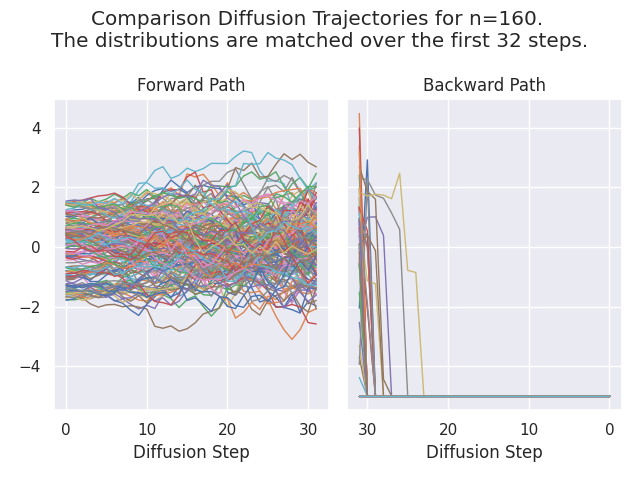 Comparison Diffusion Trajectories for n=160.
The distributions are matched over the first 32 steps.
Forward Path
Backward Path
4
2
0
−2
−4
0 10 20 30
30 20 10 0
Diffusion Step
Diffusion Step